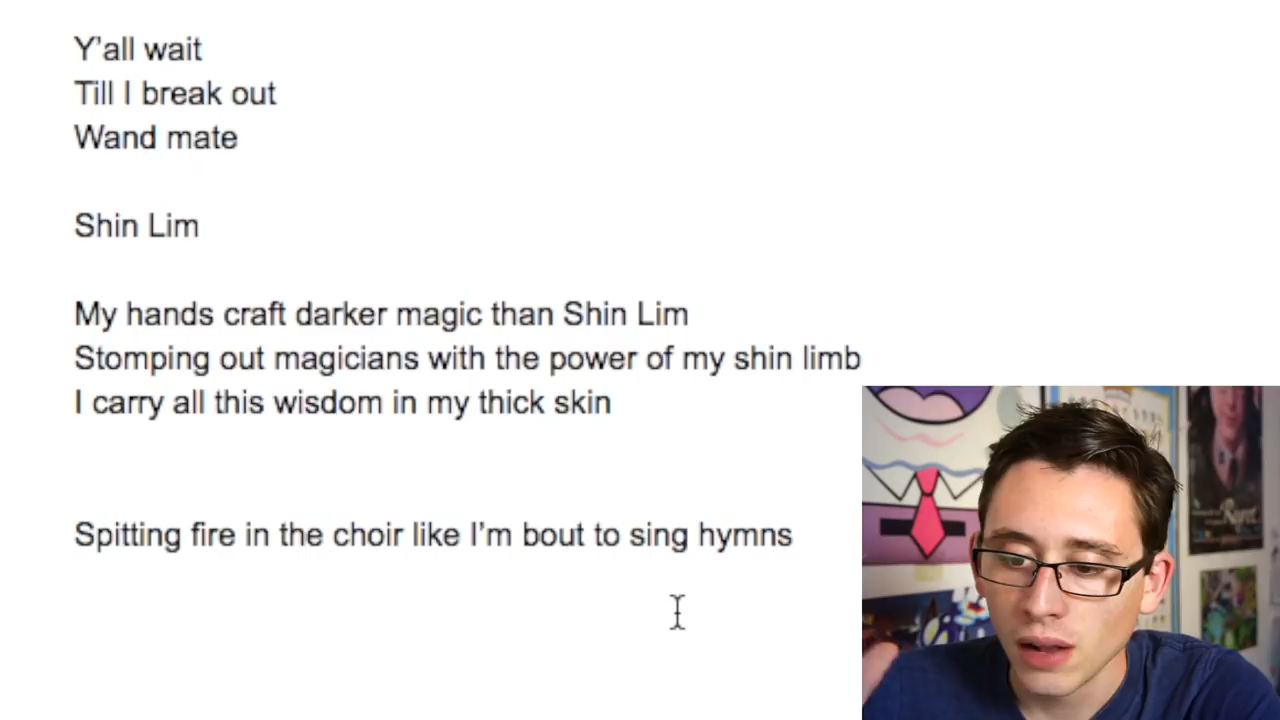 Y’all wait
Till I break out
Wand mate
Shin Lim
My hands craft darker magic than Shin Lim
Stomping out magicians with the power of my shin limb
I carry all this wisdom in my thick skin
Spitting fire in the choir like I’m bout to sing hymns
Regret